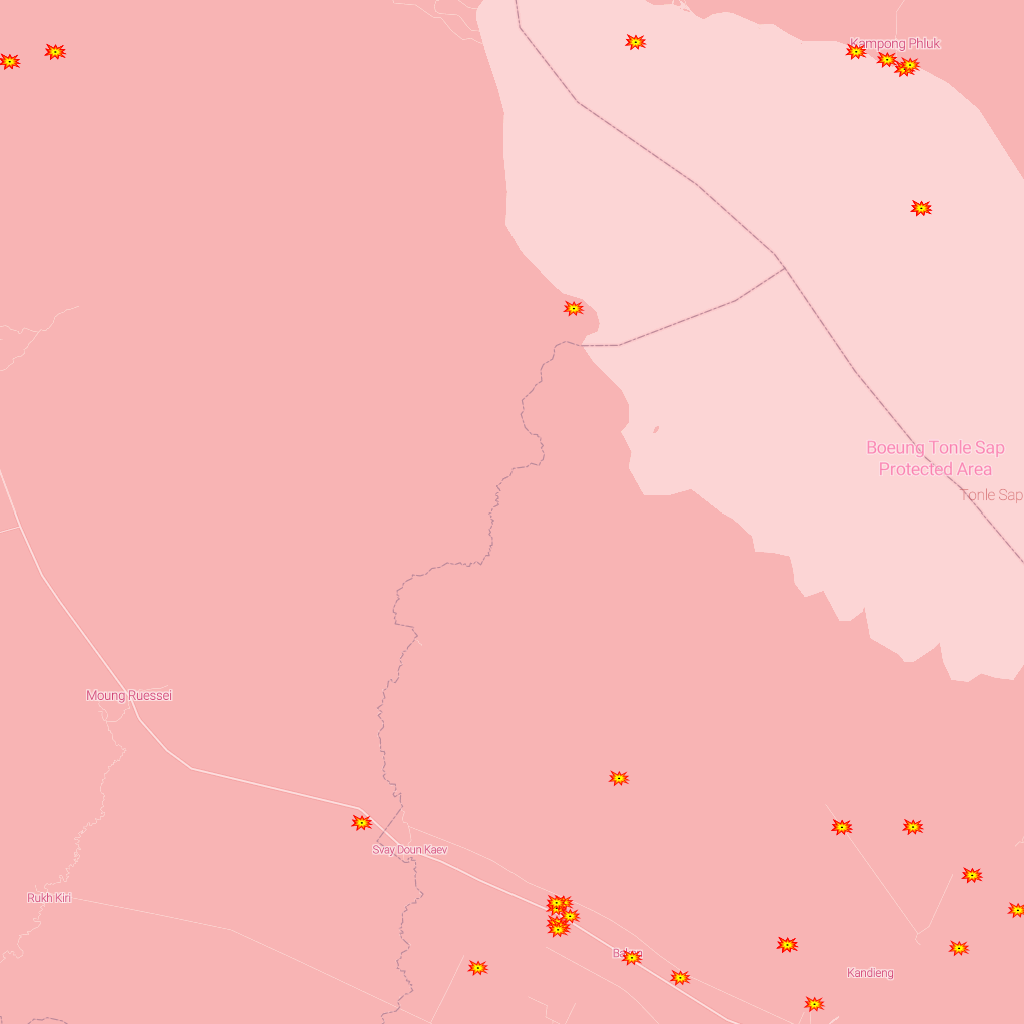 Kampong Phluk
Boeung Tonle Sap
Protected Area
Tonle Sap
Moung Ruessei
Svay Doun Kaev
Rukh Kiri
Kandieng